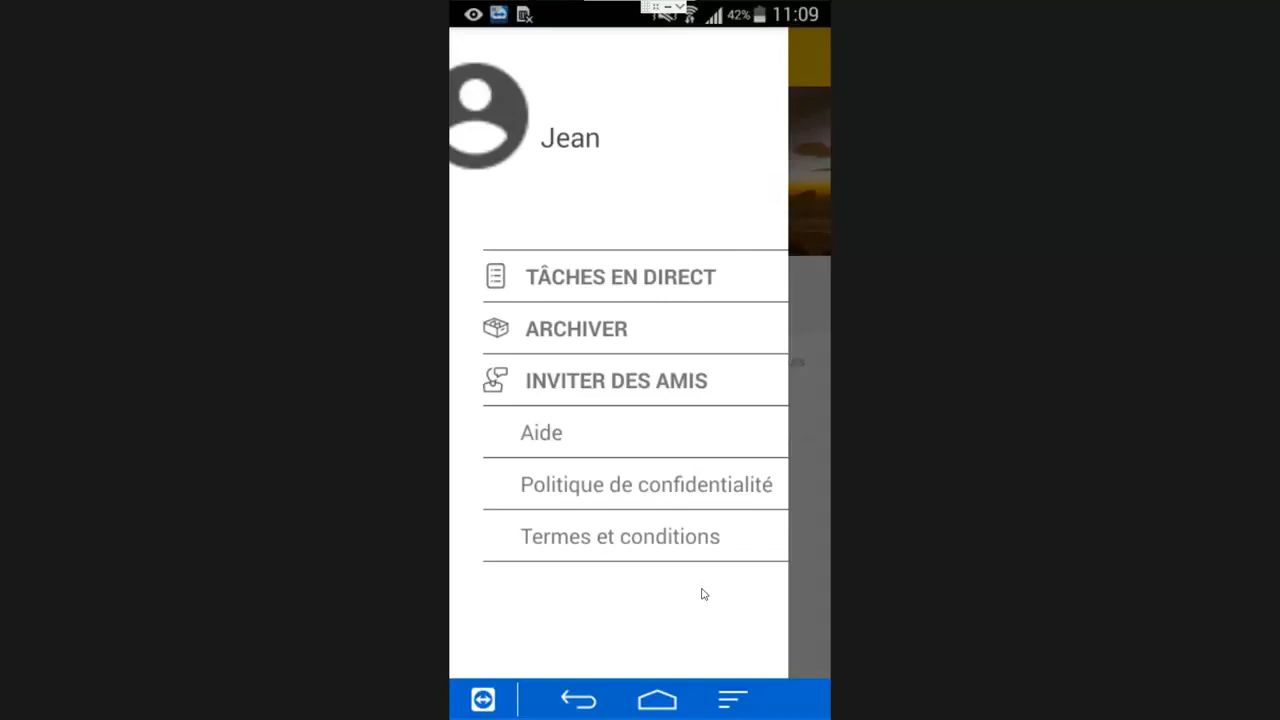 42% 11:09
Jean
TÂCHES EN DIRECT
ARCHIVER
INVITER DES AMIS
Aide
Politique de confidentialité
Termes et conditions